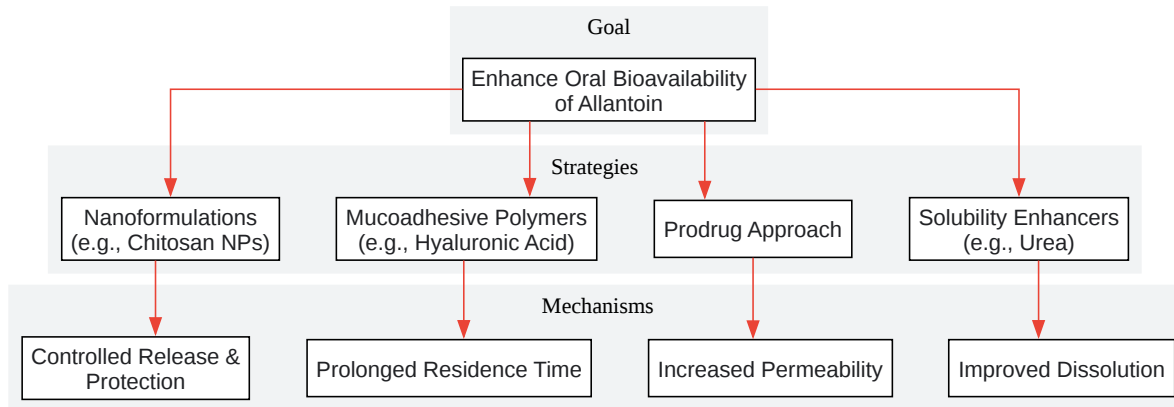 Goal
Enhance Oral Bioavailability
of Allantoin
Strategies
Nanoformulations
(e.g., Chitosan NPs)
Mucoadhesive Polymers
(e.g., Hyaluronic Acid)
Prodrug Approach
Solubility Enhancers
(e.g., Urea)
Mechanisms
Controlled Release &
Protection
Prolonged Residence Time
Increased Permeability
Improved Dissolution